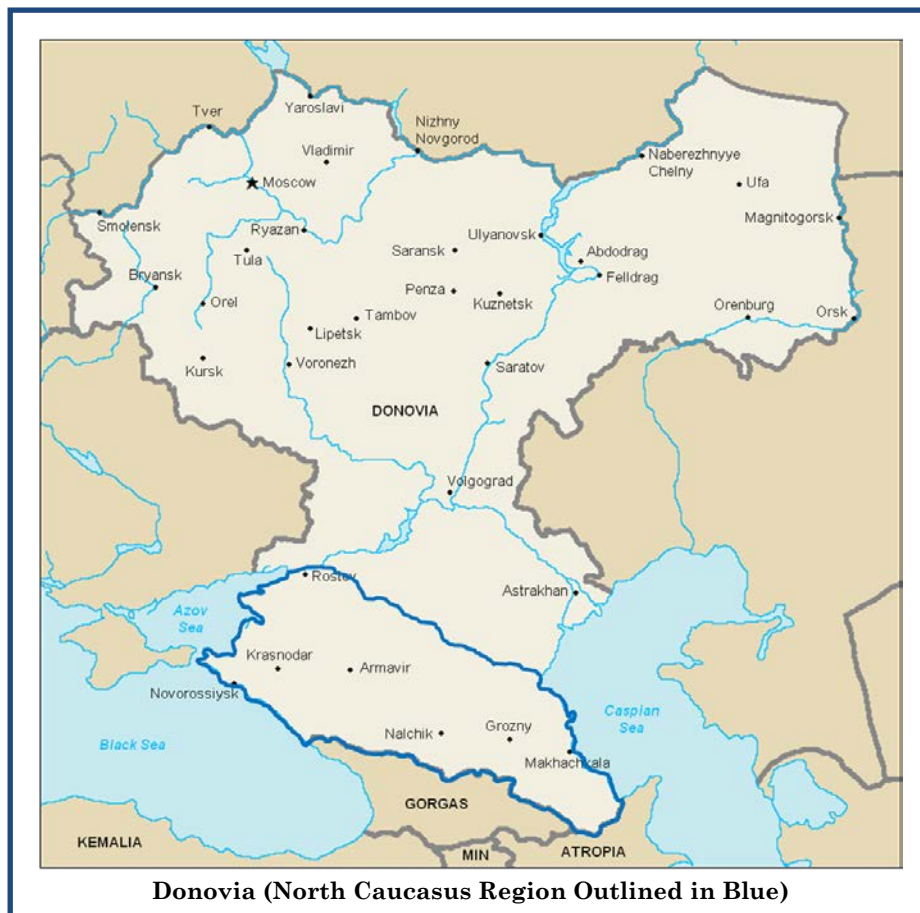 Tver
Yaroslavi
Nizhny
Novgorod
Vladimir
Moscow
Naberezhnyye
Chelny
Ufa
Smolensk
Magnitogorsk
Ryazan
Ulyanovsk
Tula
Saransk
Abdodrag
Felldrag
Bryansk
Orel
Penza
Kuznetsk
Tambov
Lipetsk
Orenburg
Orsk
Kursk
Voronezh
Saratov
DONOVIA
Volgograd
Rostov
Astrakhan
Azov
Sea
Krasnodar
Armavir
Novorossiysk
Caspian
Sea
Black Sea
Nalchik
Grozny
Makhachkala
GORGAS
KEMALIA
MIN
ATROPIA
Donovia (North Caucasus Region Outlined in Blue)